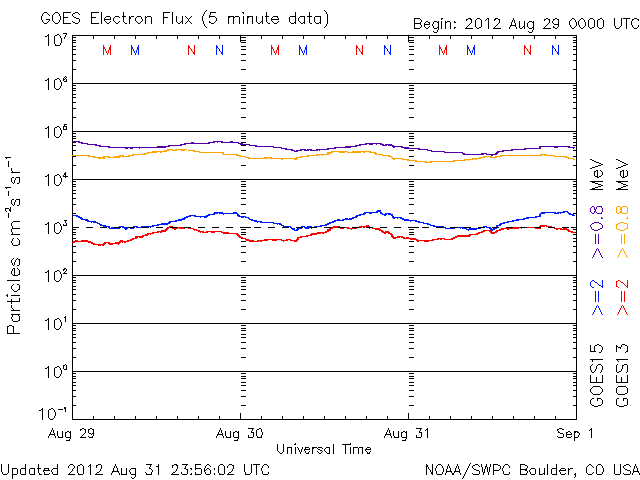 GOES Electron Flux (5 minute data)
Begin: 2012 Aug 29 0000 UTC
M M N N M M N N M M N N
10⁷
10⁶
10⁵
10⁴
10³
10²
10¹
10⁰
10⁻¹
Particles cm⁻²s⁻¹sr⁻¹
Aug 29 Aug 30 Aug 31 Sep 1
Universal Time
GOES15 >=2 >=0.8 MeV
GOES13 >=2 >=0.8 MeV
Updated 2012 Aug 31 23:56:02 UTC
NOAA/SWPC Boulder, CO USA